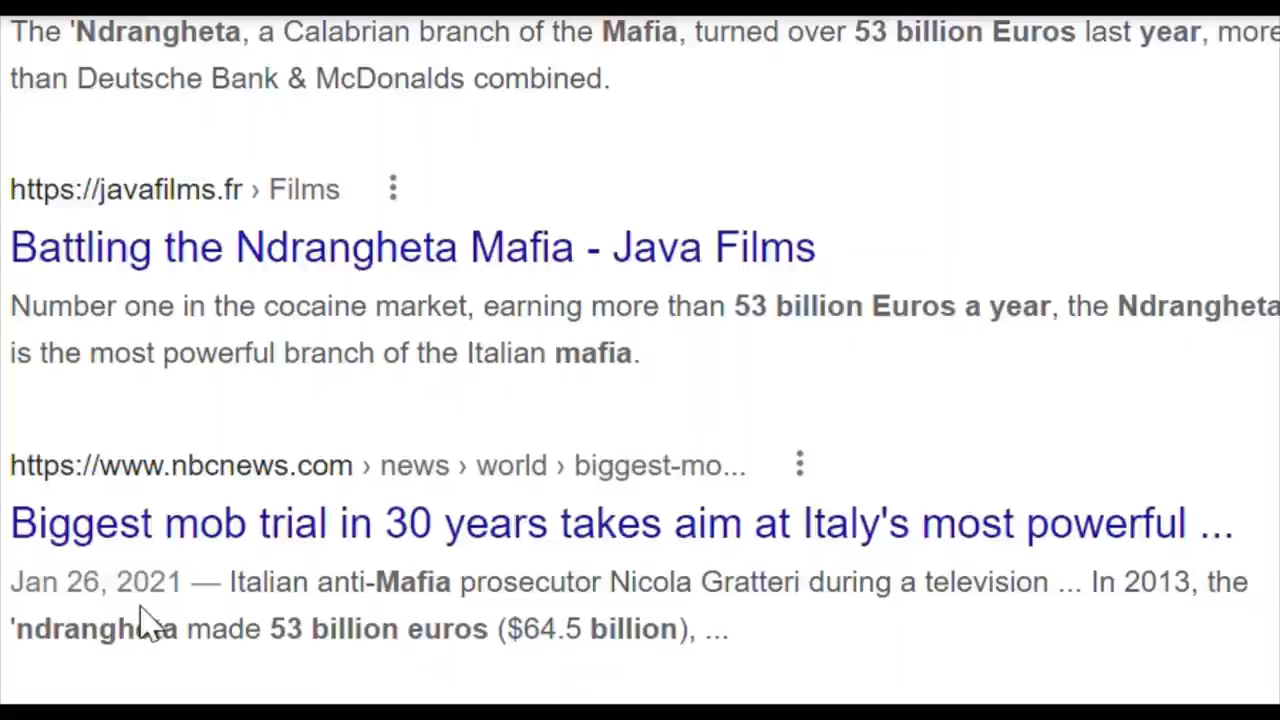 The 'Ndrangheta, a Calabrian branch of the Mafia, turned over 53 billion Euros last year, more
than Deutsche Bank & McDonalds combined.
https://javafilms.fr › Films
Battling the Ndrangheta Mafia - Java Films
Number one in the cocaine market, earning more than 53 billion Euros a year, the Ndrangheta
is the most powerful branch of the Italian mafia.
https://www.nbcnews.com › news › world › biggest-mo...
Biggest mob trial in 30 years takes aim at Italy's most powerful ...
Jan 26, 2021 — Italian anti-Mafia prosecutor Nicola Gratteri during a television ... In 2013, the
'ndrangheta made 53 billion euros ($64.5 billion), ...